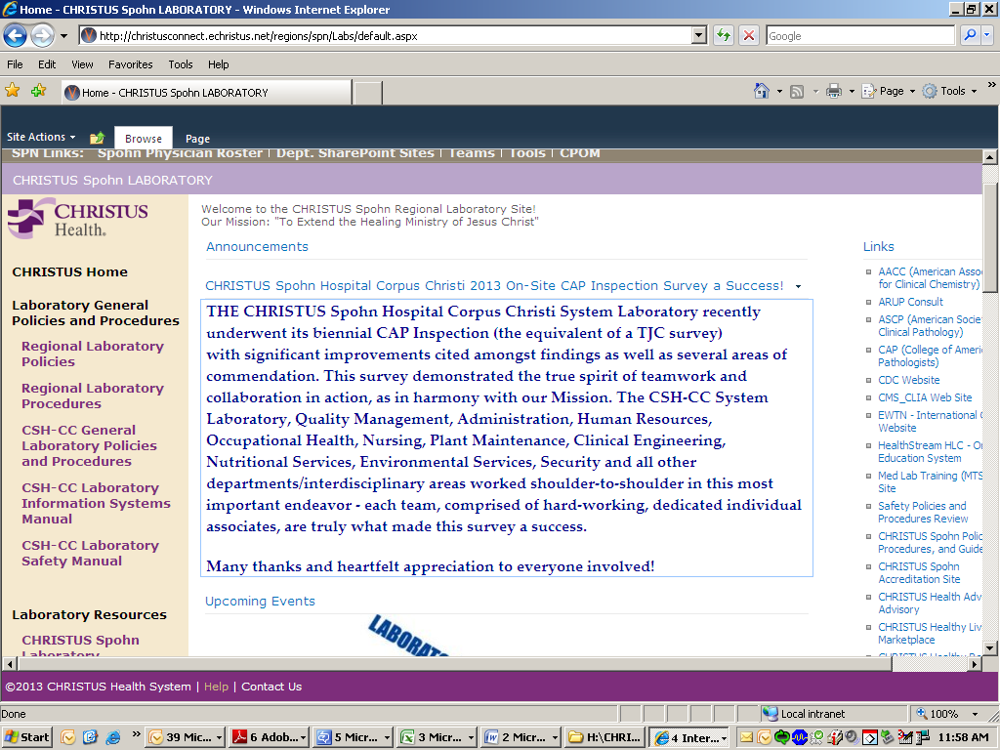 Home - CHRISTUS Spohn LABORATORY - Windows Internet Explorer
http://christusconnect.echristus.net/regions/spn/Labs/default.aspx
Google
File Edit View Favorites Tools Help
Home - CHRISTUS Spohn LABORATORY
Page Tools
Site Actions Browse Page
SPN Links: Spohn Physician Roster | Dept. SharePoint Sites | Teams | Tools | CPOM
CHRISTUS Spohn LABORATORY
CHRISTUS
Health.
CHRISTUS Home
Laboratory General
Policies and Procedures
Regional Laboratory
Policies
Regional Laboratory
Procedures
CSH-CC General
Laboratory Policies
and Procedures
CSH-CC Laboratory
Information Systems
Manual
CSH-CC Laboratory
Safety Manual
Laboratory Resources
CHRISTUS Spohn
Laboratory
Welcome to the CHRISTUS Spohn Regional Laboratory Site!
Our Mission: "To Extend the Healing Ministry of Jesus Christ"
Announcements
CHRISTUS Spohn Hospital Corpus Christi 2013 On-Site CAP Inspection Survey a Success!
THE CHRISTUS Spohn Hospital Corpus Christi System Laboratory recently
underwent its biennial CAP Inspection (the equivalent of a TJC survey)
with significant improvements cited amongst findings as well as several areas of
commendation. This survey demonstrated the true spirit of teamwork and
collaboration in action, as in harmony with our Mission. The CSH-CC System
Laboratory, Quality Management, Administration, Human Resources,
Occupational Health, Nursing, Plant Maintenance, Clinical Engineering,
Nutritional Services, Environmental Services, Security and all other
departments/interdisciplinary areas worked shoulder-to-shoulder in this most
important endeavor - each team, comprised of hard-working, dedicated individual
associates, are truly what made this survey a success.
Many thanks and heartfelt appreciation to everyone involved!
Upcoming Events
LABORAT
Links
AACC (American Asso
for Clinical Chemistry)
ARUP Consult
ASCP (American Socie
Clinical Pathology)
CAP (College of Ameri
Pathologists)
CDC Website
CMS_CLIA Web Site
EWTN - International C
Website
HealthStream HLC - On
Education System
Med Lab Training (MTS
Site
Safety Policies and
Procedures Review
CHRISTUS Spohn Polic
Procedures, and Guide
CHRISTUS Spohn
Accreditation Site
CHRISTUS Health Adv
Advisory
CHRISTUS Healthy Liv
Marketplace
©2013 CHRISTUS Health System | Help | Contact Us
Done Local intranet 100%
Start 39 Mic... 6 Adob... 5 Micr... 3 Micr... 2 Micr... H:\CHRI... 4 Inter... 11:58 AM